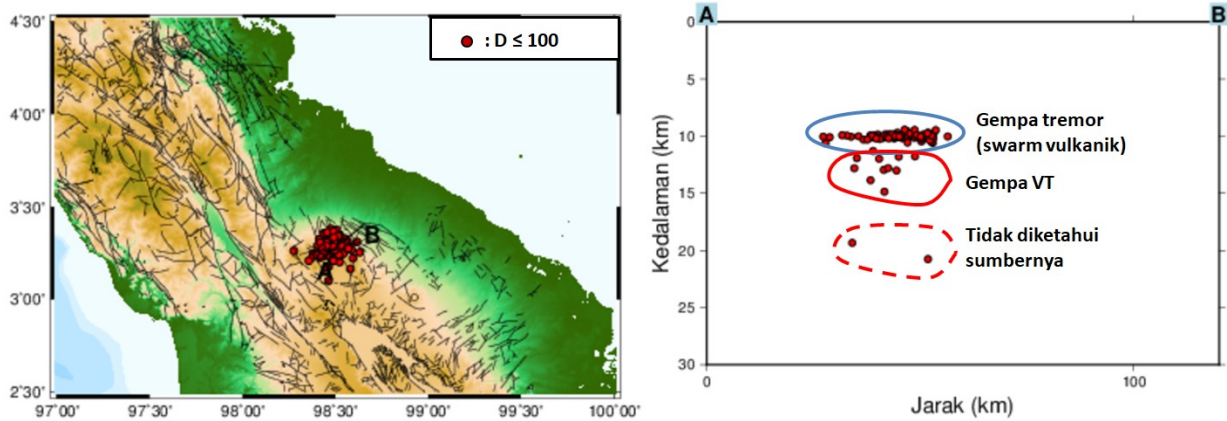 4˚30'
4˚00'
3˚30'
3˚00'
2˚30'
97˚00'
97˚30'
98˚00'
98˚30'
99˚00'
99˚30'
100˚00'
: D ≤ 100
B
A
A
B
0
5
10
15
20
25
30
Kedalaman (km)
Gempa tremor
(swarm vulkanik)
Gempa VT
Tidak diketahui
sumbernya
0
100
Jarak (km)